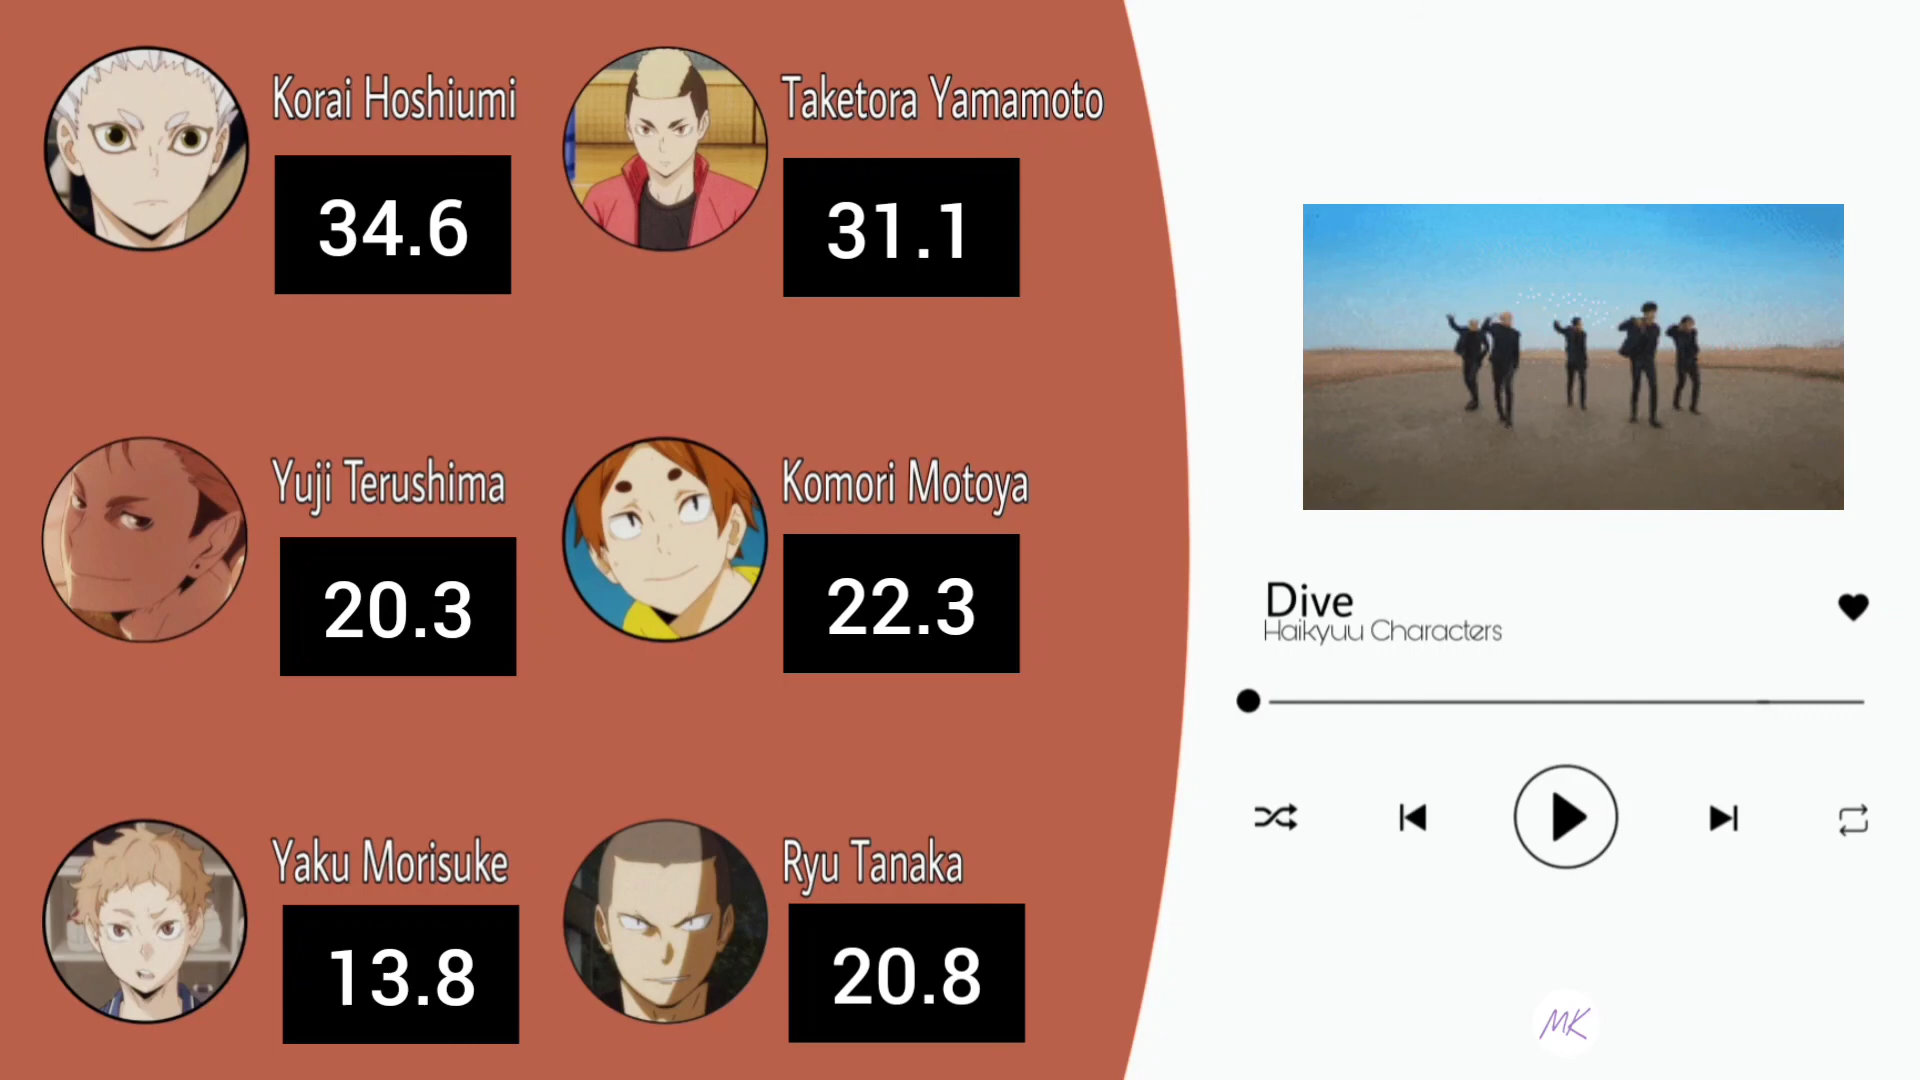 Korai Hoshiumi
34.6
Taketora Yamamoto
31.1
Yuji Terushima
20.3
Komori Motoya
22.3
Yaku Morisuke
13.8
Ryu Tanaka
20.8
Dive
Haikyuu Characters
MK